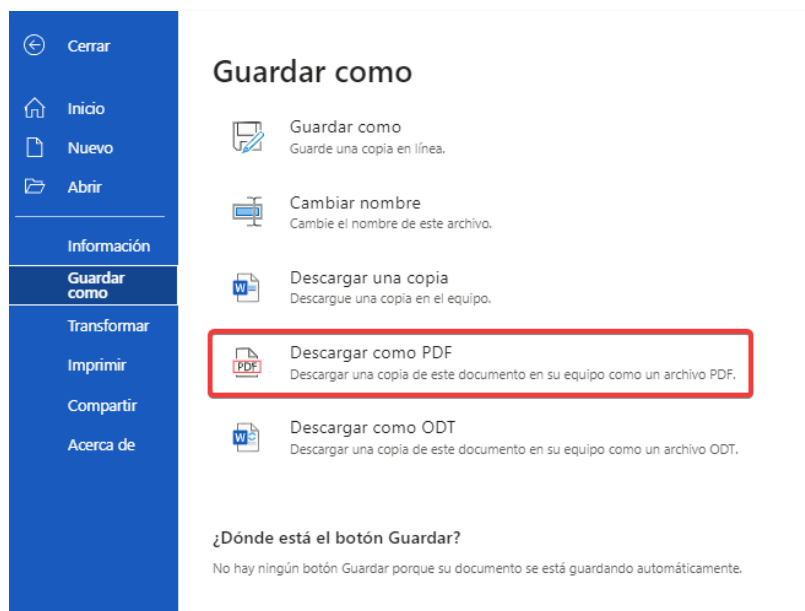 Cerrar
Inicio
Nuevo
Abrir
Información
Guardar
como
Transformar
Imprimir
Compartir
Acerca de
Guardar como
Guardar como
Guarde una copia en línea.
Cambiar nombre
Cambie el nombre de este archivo.
W
Descargar una copia
Descargue una copia en el equipo.
PDF
Descargar como PDF
Descargar una copia de este documento en su equipo como un archivo PDF.
W
Descargar como ODT
Descargar una copia de este documento en su equipo como un archivo ODT.
¿Dónde está el botón Guardar?
No hay ningún botón Guardar porque su documento se está guardando automáticamente.